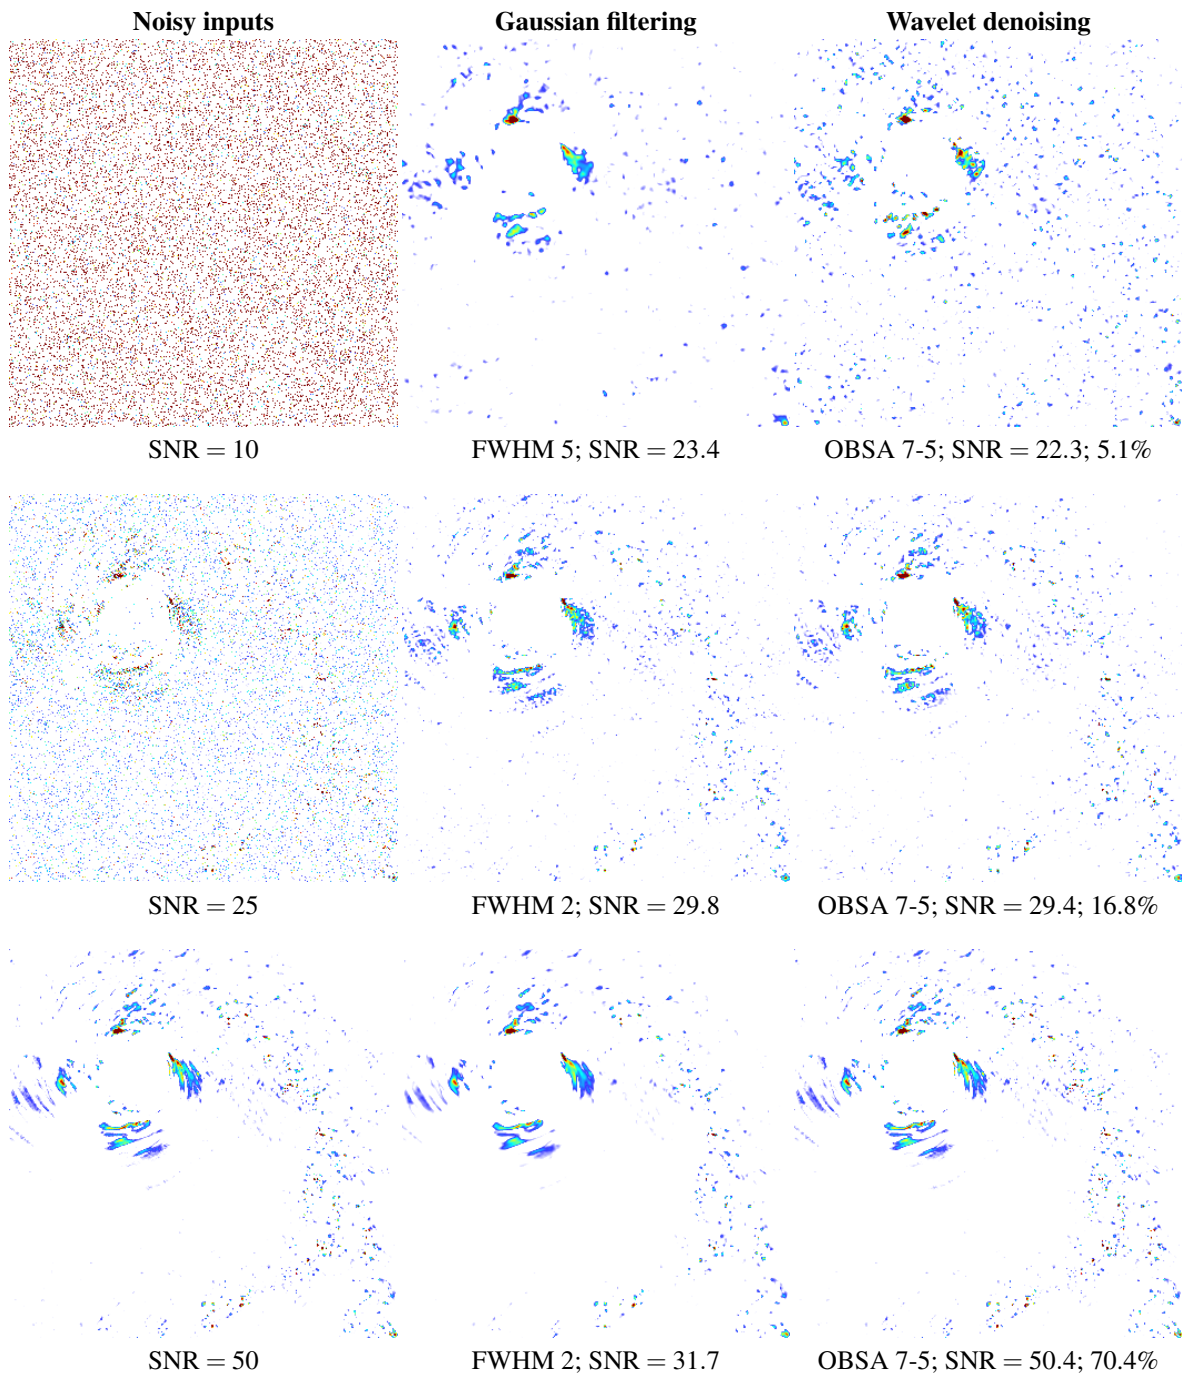 Noisy inputs Gaussian filtering Wavelet denoising
SNR = 10 FWHM 5; SNR = 23.4 OBSA 7-5; SNR = 22.3; 5.1%
SNR = 25 FWHM 2; SNR = 29.8 OBSA 7-5; SNR = 29.4; 16.8%
SNR = 50 FWHM 2; SNR = 31.7 OBSA 7-5; SNR = 50.4; 70.4%